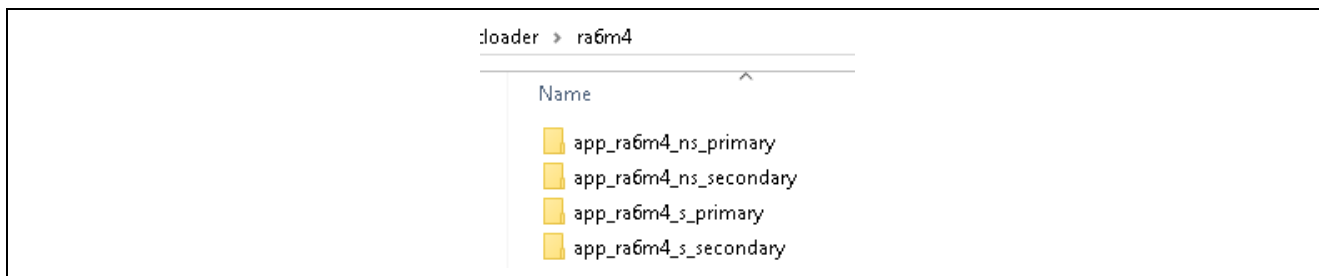 :loader > ra6m4
Name
app_ra6m4_ns_primary
app_ra6m4_ns_secondary
app_ra6m4_s_primary
app_ra6m4_s_secondary